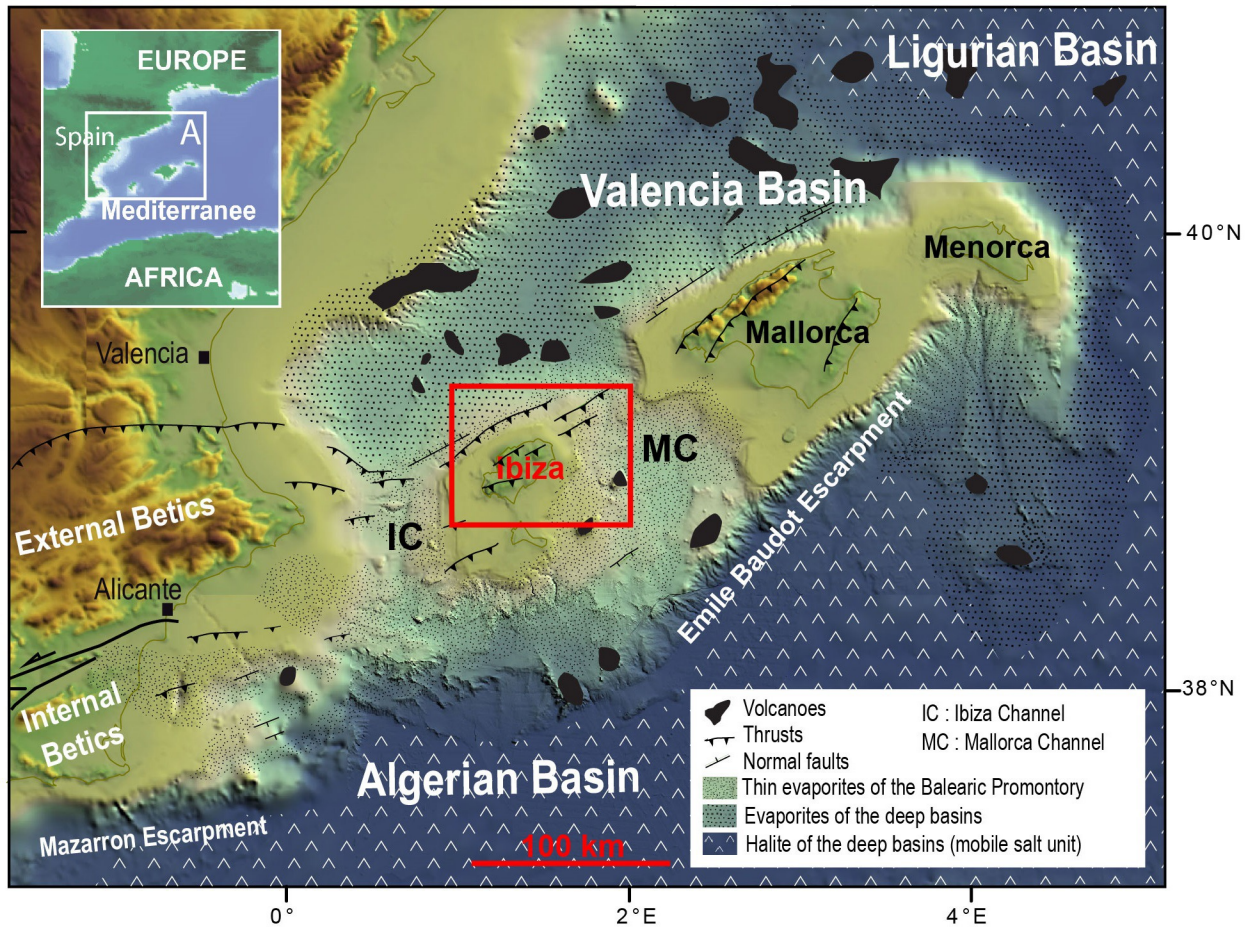 EUROPE
Spain
A
Mediterranee
AFRICA
Ligurian Basin
Valencia Basin
40°N
Menorca
Mallorca
Valencia
MC
Ibiza
External Betics
IC
Alicante
Emile Baudot Escarpment
38°N
Internal
Betics
Algerian Basin
Mazarron Escarpment
100 km
Volcanoes
IC : Ibiza Channel
Thrusts
MC : Mallorca Channel
Normal faults
Thin evaporites of the Balearic Promontory
Evaporites of the deep basins
Halite of the deep basins (mobile salt unit)
0°
2°E
4°E